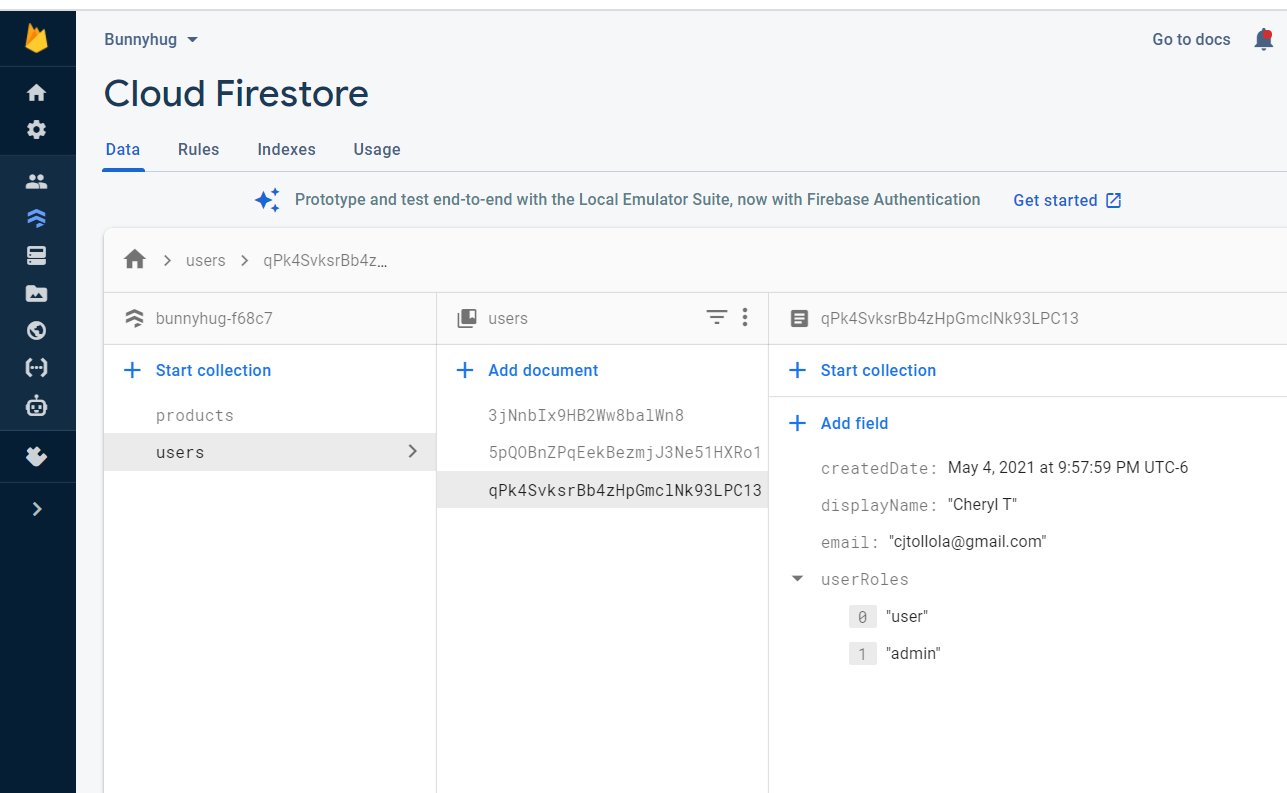 Bunnyhug
Go to docs
Cloud Firestore
Data Rules Indexes Usage
Prototype and test end-to-end with the Local Emulator Suite, now with Firebase Authentication Get started
users qPk4SvksrBb4z...
bunnyhug-f68c7
Start collection
products
users
users
Add document
3jNnbIx9HB2Ww8balWn8
5pQOBnZPqEekBezmjJ3Ne51HXRo1
qPk4SvksrBb4zHpGmclNk93LPC13
qPk4SvksrBb4zHpGmclNk93LPC13
Start collection
Add field
createdDate: May 4, 2021 at 9:57:59 PM UTC-6
displayName: "Cheryl T"
email: "cjtollola@gmail.com"
userRoles
0 "user"
1 "admin"